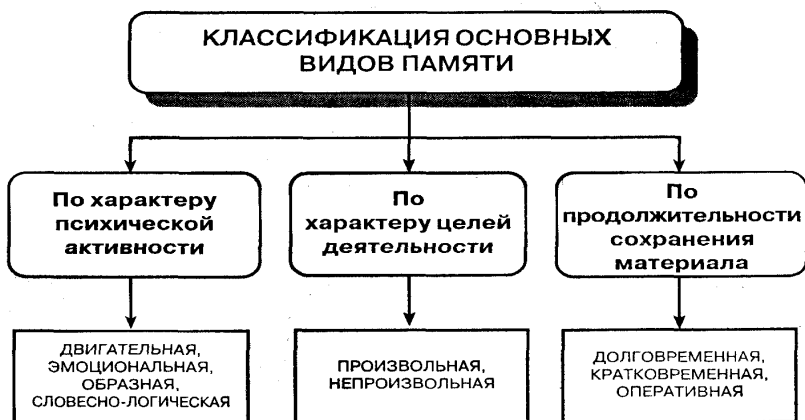 КЛАССИФИКАЦИЯ ОСНОВНЫХ
ВИДОВ ПАМЯТИ
По характеру
психической
активности
По
характеру целей
деятельности
По
продолжительности
сохранения
материала
ДВИГАТЕЛЬНАЯ,
ЭМОЦИОНАЛЬНАЯ,
ОБРАЗНАЯ,
СЛОВЕСНО-ЛОГИЧЕСКАЯ
ПРОИЗВОЛЬНАЯ,
НЕПРОИЗВОЛЬНАЯ
ДОЛГОВРЕМЕННАЯ,
КРАТКОВРЕМЕННАЯ,
ОПЕРАТИВНАЯ